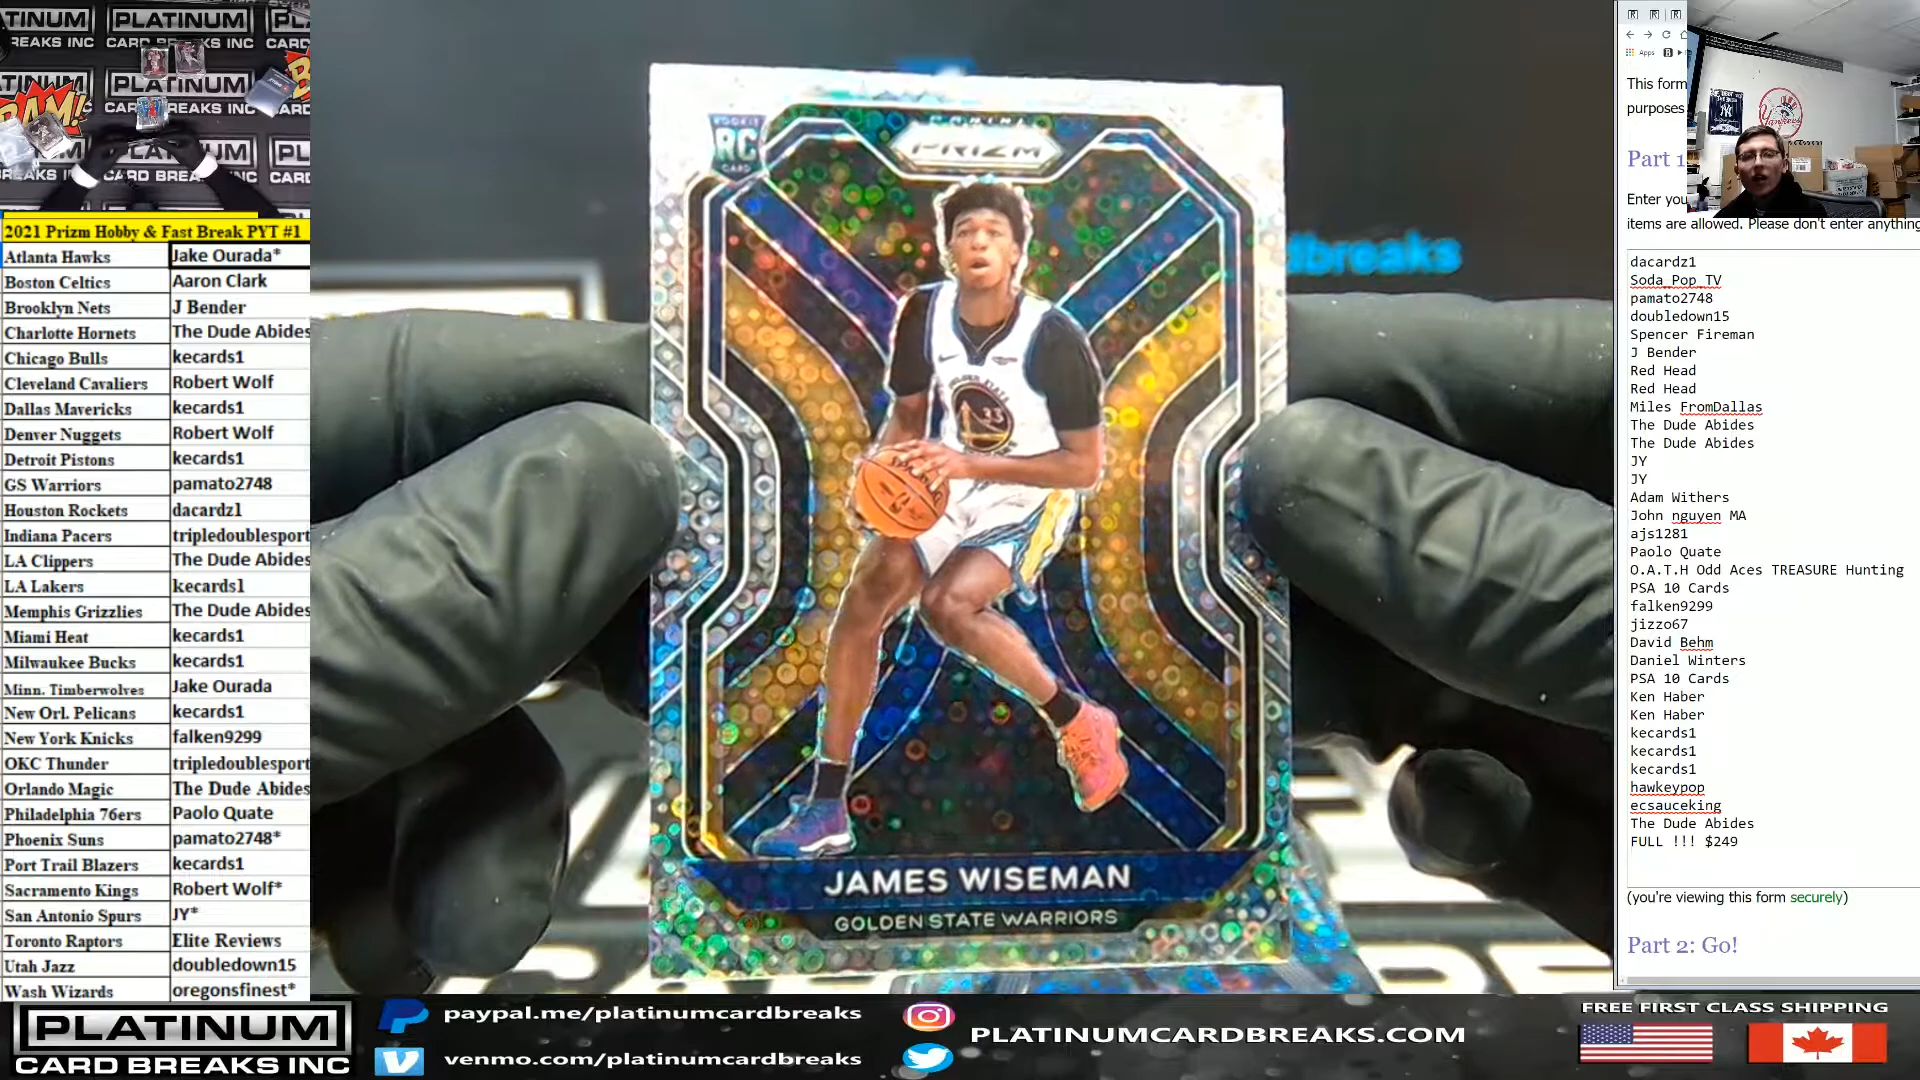 PLATINUM
CARD BREAKS INC
BAM!
2021 Prizm Hobby & Fast Break PYT #1
Atlanta Hawks Jake Ourada*
Boston Celtics Aaron Clark
Brooklyn Nets J Bender
Charlotte Hornets The Dude Abides
Chicago Bulls kecards1
Cleveland Cavaliers Robert Wolf
Dallas Mavericks kecards1
Denver Nuggets Robert Wolf
Detroit Pistons kecards1
GS Warriors pamato2748
Houston Rockets dacardz1
Indiana Pacers tripledoublesport
LA Clippers The Dude Abides
LA Lakers kecards1
Memphis Grizzlies The Dude Abides
Miami Heat kecards1
Milwaukee Bucks kecards1
Minn. Timberwolves Jake Ourada
New Orl. Pelicans kecards1
New York Knicks falken9299
OKC Thunder tripledoublesport
Orlando Magic The Dude Abides
Philadelphia 76ers Paolo Quate
Phoenix Suns pamato2748*
Port Trail Blazers kecards1
Sacramento Kings Robert Wolf*
San Antonio Spurs JY*
Toronto Raptors Elite Reviews
Utah Jazz doubledown15
Wash Wizards oregonsfinest*
ROOKIE
RC
CARD
PANINI
PRIZM
33
dbreaks
JAMES WISEMAN
GOLDEN STATE WARRIORS
Apps
This form
purposes
Part 1
Enter you
items are allowed. Please don't enter anything
Yankees
dacardz1
Soda_Pop_TV
pamato2748
doubledown15
Spencer Fireman
J Bender
Red Head
Red Head
Miles FromDallas
The Dude Abides
The Dude Abides
JY
JY
Adam Withers
John nguyen MA
ajs1281
Paolo Quate
O.A.T.H Odd Aces TREASURE Hunting
PSA 10 Cards
falken9299
jizzo67
David Behm
Daniel Winters
PSA 10 Cards
Ken Haber
Ken Haber
kecards1
kecards1
kecards1
hawkeypop
ecsauceking
The Dude Abides
FULL !!! $249
(you're viewing this form securely)
Part 2: Go!
PLATINUM
CARD BREAKS INC
paypal.me/platinumcardbreaks
venmo.com/platinumcardbreaks
PLATINUMCARDBREAKS.COM
FREE FIRST CLASS SHIPPING